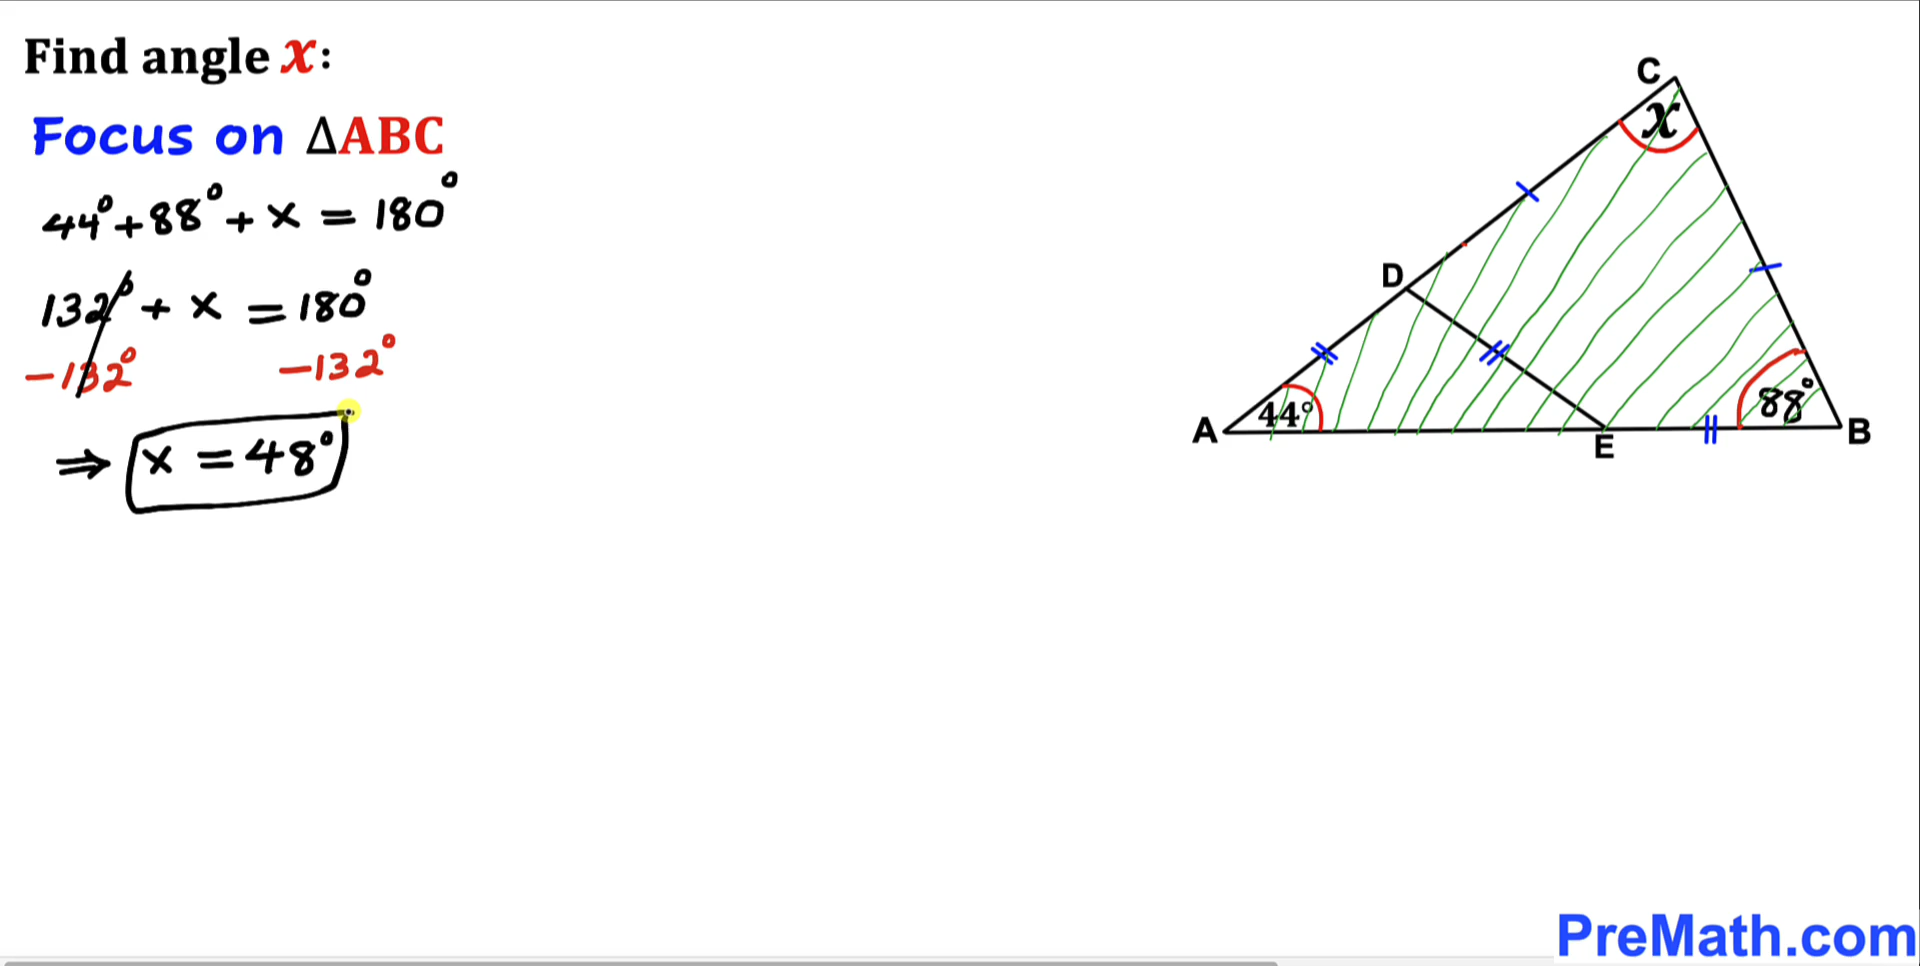 Find angle x:
Focus on ΔABC
44° + 88° + x = 180°
132° + x = 180°
-132° -132°
⇒ x = 48°
C
x
D
A
44°
E
88°
B
PreMath.com